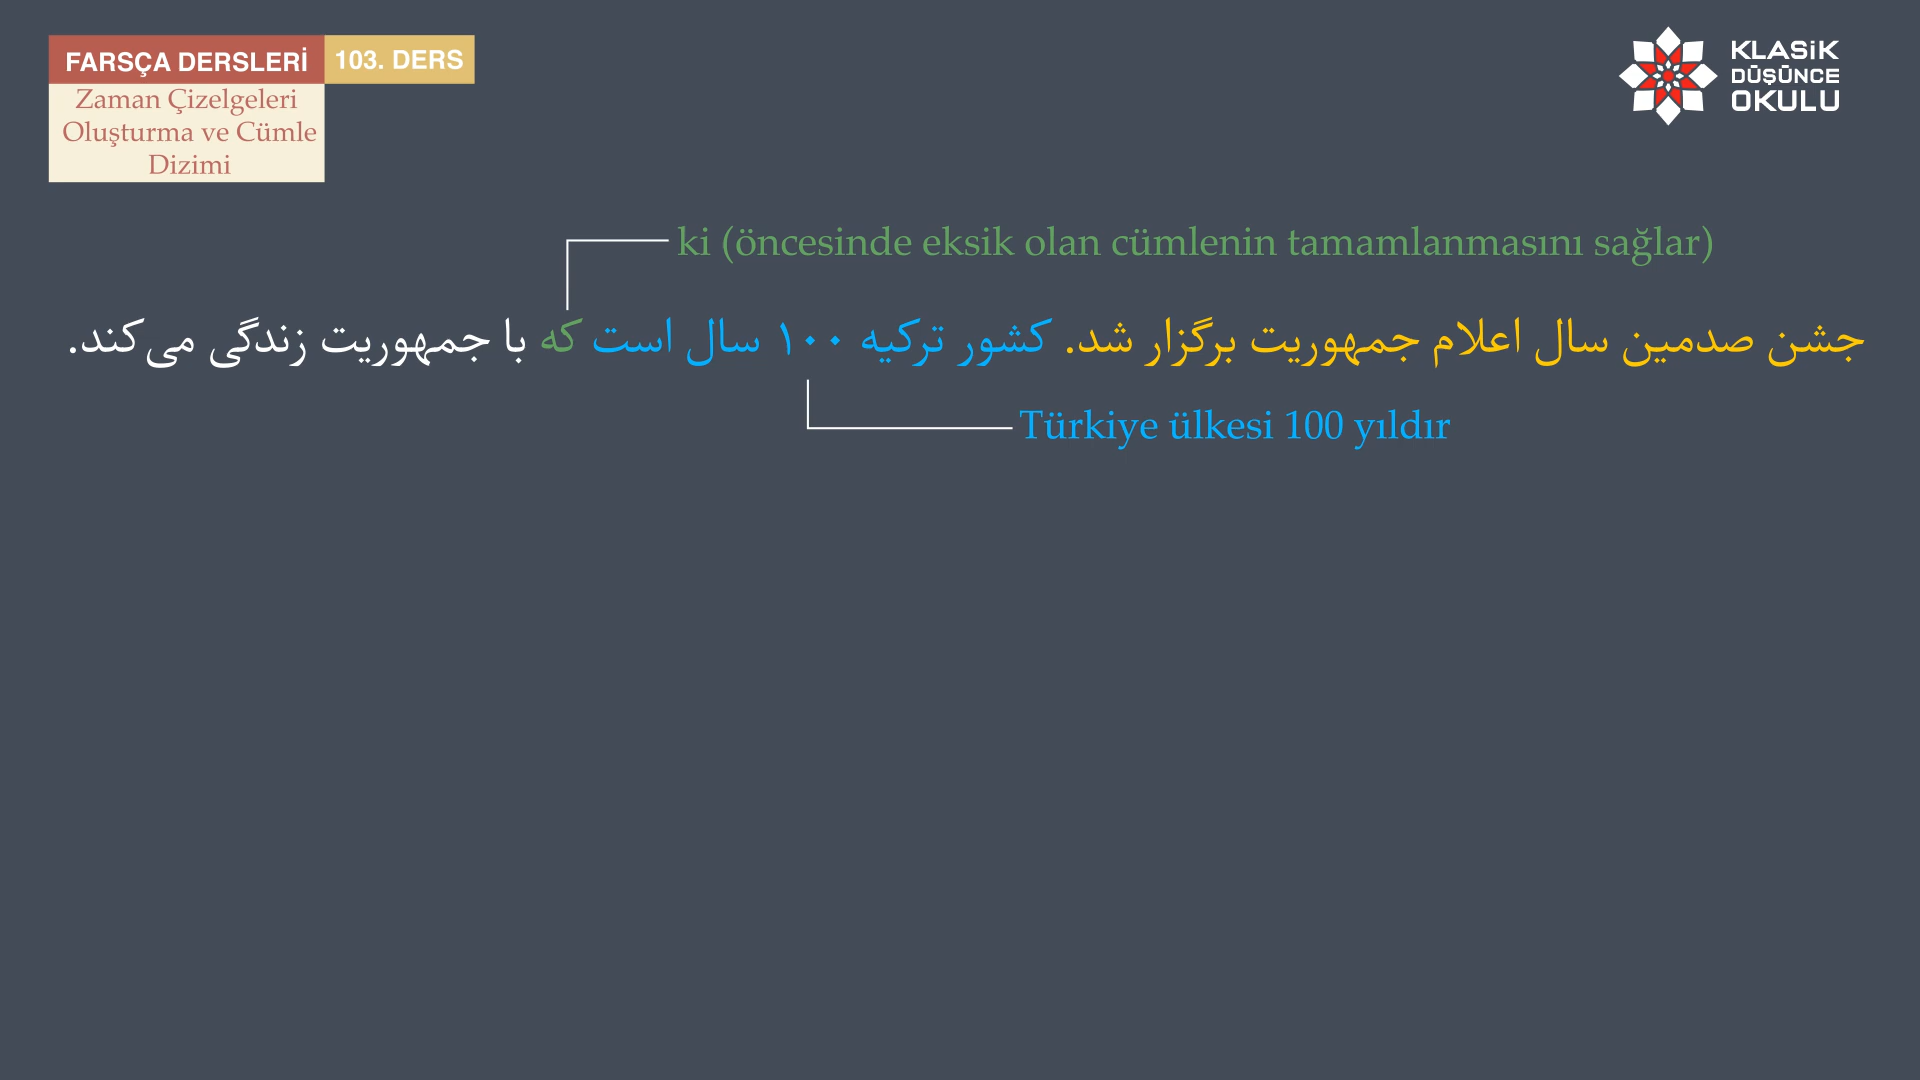 FARSÇA DERSLERİ
103. DERS
Zaman Çizelgeleri
Oluşturma ve Cümle
Dizimi
KLASiK
DÜŞÜNCE
OKULU
ki (öncesinde eksik olan cümlenin tamamlanmasını sağlar)
جشن صدمین سال اعلام جمهوریت برگزار شد. کشور ترکیه ۱۰۰ سال است که با جمهوریت زندگی می‌کند.
Türkiye ülkesi 100 yıldır